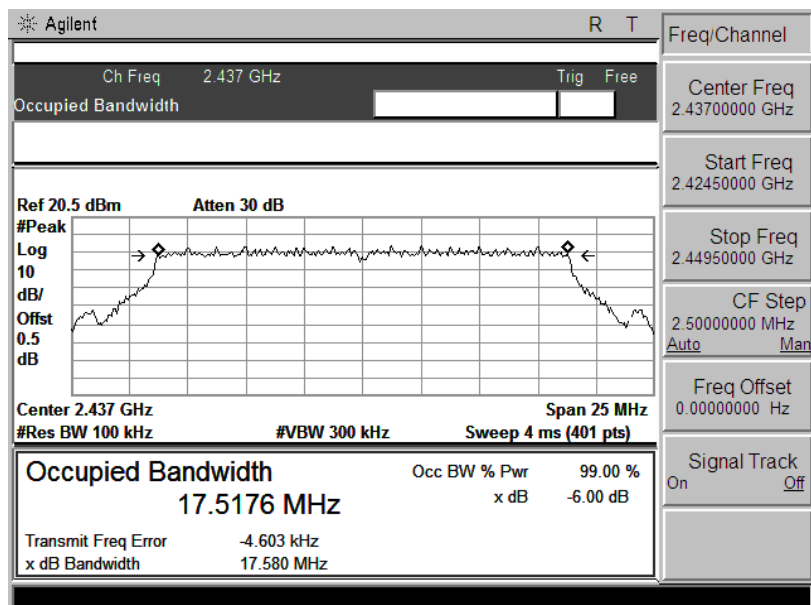 Agilent R T
Freq/Channel
Ch Freq 2.437 GHz Trig Free
Occupied Bandwidth
Center Freq
2.43700000 GHz
Start Freq
2.42450000 GHz
Stop Freq
2.44950000 GHz
CF Step
2.50000000 MHz
Auto Man
Freq Offset
0.00000000 Hz
Signal Track
On Off
Ref 20.5 dBm Atten 30 dB
#Peak
Log
10
dB/
Offst
0.5
dB
Center 2.437 GHz Span 25 MHz
#Res BW 100 kHz #VBW 300 kHz Sweep 4 ms (401 pts)
Occupied Bandwidth Occ BW % Pwr 99.00 %
17.5176 MHz x dB -6.00 dB
Transmit Freq Error -4.603 kHz
x dB Bandwidth 17.580 MHz